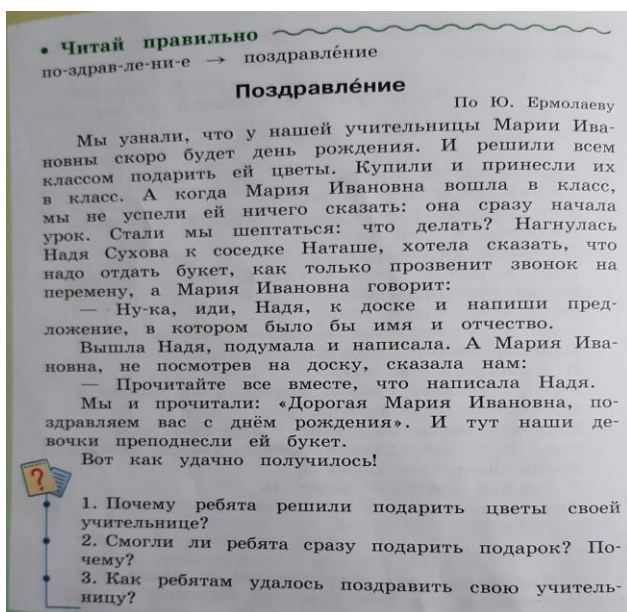 • Читай правильно
по-здрав-ле-ни-е → поздравле́ние
Поздравле́ние
По Ю. Ермолаеву
Мы узнали, что у нашей учительницы Марии Ива-
новны скоро будет день рождения. И решили всем
классом подарить ей цветы. Купили и принесли их
в класс. А когда Мария Ивановна вошла в класс,
мы не успели ей ничего сказать: она сразу начала
урок. Стали мы шептаться: что делать? Нагнулась
Надя Сухова к соседке Наташе, хотела сказать, что
надо отдать букет, как только прозвенит звонок на
перемену, а Мария Ивановна говорит:
— Ну-ка, иди, Надя, к доске и напиши пред-
ложение, в котором было бы имя и отчество.
Вышла Надя, подумала и написала. А Мария Ива-
новна, не посмотрев на доску, сказала нам:
— Прочитайте все вместе, что написала Надя.
Мы и прочитали: «Дорогая Мария Ивановна, по-
здравляем вас с днём рождения». И тут наши де-
вочки преподнесли ей букет.
Вот как удачно получилось!
?
1. Почему ребята решили подарить цветы своей
учительнице?
2. Смогли ли ребята сразу подарить подарок? По-
чему?
3. Как ребятам удалось поздравить свою учитель-
ницу?